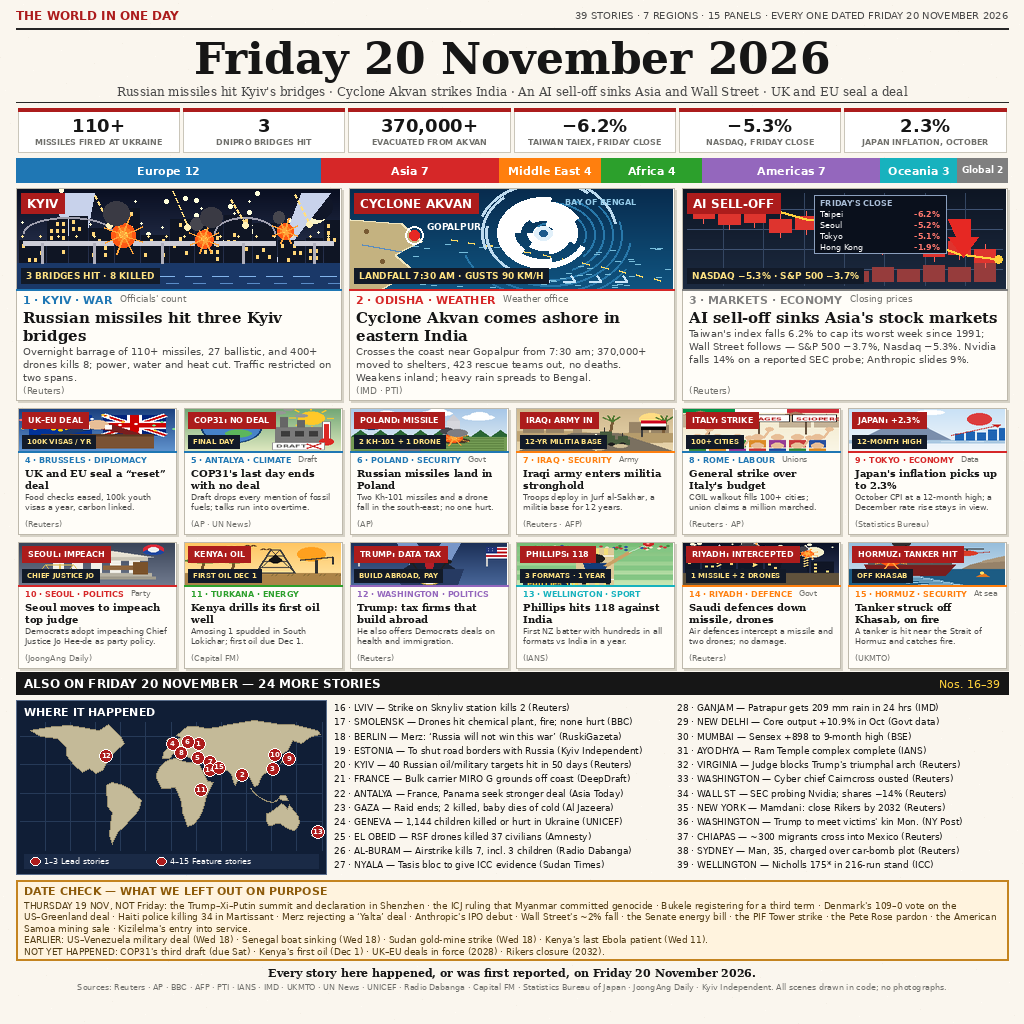 THE WORLD IN ONE DAY
39 STORIES · 7 REGIONS · 15 PANELS · EVERY ONE DATED FRIDAY 20 NOVEMBER 2026
Friday 20 November 2026
Russian missiles hit Kyiv's bridges · Cyclone Akvan strikes India · An AI sell-off sinks Asia and Wall Street · UK and EU seal a deal
110+
MISSILES FIRED AT UKRAINE
3
DNIPRO BRIDGES HIT
370,000+
EVACUATED FROM AKVAN
−6.2%
TAIWAN TAIEX, FRIDAY CLOSE
−5.3%
NASDAQ, FRIDAY CLOSE
2.3%
JAPAN INFLATION, OCTOBER
Europe 12
Asia 7
Middle East 4
Africa 4
Americas 7
Oceania 3
Global 2
KYIV
3 BRIDGES HIT · 8 KILLED
1 · KYIV · WAR Officials' count
Russian missiles hit three Kyiv
bridges
Overnight barrage of 110+ missiles, 27 ballistic, and 400+
drones kills 8; power, water and heat cut. Traffic restricted on
two spans.
(Reuters)
CYCLONE AKVAN
BAY OF BENGAL
GOPALPUR
LANDFALL 7:30 AM · GUSTS 90 KM/H
2 · ODISHA · WEATHER Weather office
Cyclone Akvan comes ashore in
eastern India
Crosses the coast near Gopalpur from 7:30 am; 370,000+
moved to shelters, 423 rescue teams out, no deaths.
Weakens inland; heavy rain spreads to Bengal.
(IMD · PTI)
AI SELL-OFF
FRIDAY'S CLOSE
Taipei -6.2%
Seoul -5.2%
Tokyo -5.1%
Hong Kong -1.9%
NASDAQ −5.3% · S&P 500 −3.7%
3 · MARKETS · ECONOMY Closing prices
AI sell-off sinks Asia's stock markets
Taiwan's index falls 6.2% to cap its worst week since 1991;
Wall Street follows — S&P 500 −3.7%, Nasdaq −5.3%. Nvidia
falls 14% on a reported SEC probe; Anthropic slides 9%.
(Reuters)
UK-EU DEAL
100K VISAS / YR
4 · BRUSSELS · DIPLOMACY
UK and EU seal a “reset”
deal
Food checks eased, 100k youth
visas a year, carbon linked.
(Reuters)
COP31: NO DEAL
DRAFT
FINAL DAY
5 · ANTALYA · CLIMATE Draft
COP31's last day ends
with no deal
Draft drops every mention of fossil
fuels; talks run into overtime.
(AP · UN News)
POLAND: MISSILE
2 KH-101 + 1 DRONE
6 · POLAND · SECURITY Govt
Russian missiles land in
Poland
Two Kh-101 missiles and a drone
fall in the south-east; no one hurt.
(AP)
IRAQ: ARMY IN
12-YR MILITIA BASE
7 · IRAQ · SECURITY Army
Iraqi army enters militia
stronghold
Troops deploy in Jurf al-Sakhar, a
militia base for 12 years.
(Reuters · AFP)
ITALY: STRIKE
SCIOPERO
100+ CITIES
8 · ROME · LABOUR Unions
General strike over
Italy's budget
CGIL walkout fills 100+ cities;
union claims a million marched.
(Reuters · AP)
JAPAN: +2.3%
12-MONTH HIGH
9 · TOKYO · ECONOMY Data
Japan's inflation picks up
to 2.3%
October CPI at a 12-month high; a
December rate rise stays in view.
(Statistics Bureau)
SEOUL: IMPEACH
CHIEF JUSTICE JO
10 · SEOUL · POLITICS Party
Seoul moves to impeach
top judge
Democrats adopt impeaching Chief
Justice Jo Hee-de as party policy.
(JoongAng Daily)
KENYA: OIL
FIRST OIL DEC 1
11 · TURKANA · ENERGY
Kenya drills its first oil
well
Amosing 1 spudded in South
Lokichar; first oil due Dec 1.
(Capital FM)
TRUMP: DATA TAX
BUILD ABROAD, PAY
12 · WASHINGTON · POLITICS
Trump: tax firms that
build abroad
He also offers Democrats deals on
health and immigration.
(Reuters)
PHILLIPS: 118
3 FORMATS · 1 YEAR
13 · WELLINGTON · SPORT
Phillips hits 118 against
India
First NZ batter with hundreds in all
formats vs India in a year.
(IANS)
RIYADH: INTERCEPTED
1 MISSILE + 2 DRONES
14 · RIYADH · DEFENCE Govt
Saudi defences down
missile, drones
Air defences intercept a missile and
two drones; no damage.
(Reuters)
HORMUZ: TANKER HIT
OFF KHASAB
15 · HORMUZ · SECURITY At sea
Tanker struck off
Khasab, on fire
A tanker is hit near the Strait of
Hormuz and catches fire.
(UKMTO)
ALSO ON FRIDAY 20 NOVEMBER — 24 MORE STORIES
Nos. 16–39
WHERE IT HAPPENED
12
4
6
1
8
5
10
9
3
2
15
11
13
1–3 Lead stories
4–15 Feature stories
16 · LVIV — Strike on Sknyliv station kills 2 (Reuters)
17 · SMOLENSK — Drones hit chemical plant, fire; none hurt (BBC)
18 · BERLIN — Merz: ‘Russia will not win this war’ (RuskiGazeta)
19 · ESTONIA — To shut road borders with Russia (Kyiv Independent)
20 · KYIV — 40 Russian oil/military targets hit in 50 days (Reuters)
21 · FRANCE — Bulk carrier MIRO G grounds off coast (DeepDraft)
22 · ANTALYA — France, Panama seek stronger deal (Asia Today)
23 · GAZA — Raid ends; 2 killed, baby dies of cold (Al Jazeera)
24 · GENEVA — 1,144 children killed or hurt in Ukraine (UNICEF)
25 · EL OBEID — RSF drones killed 37 civilians (Amnesty)
26 · AL-BURAM — Airstrike kills 7, incl. 3 children (Radio Dabanga)
27 · NYALA — Tasis bloc to give ICC evidence (Sudan Times)
28 · GANJAM — Patrapur gets 209 mm rain in 24 hrs (IMD)
29 · NEW DELHI — Core output +10.9% in Oct (Govt data)
30 · MUMBAI — Sensex +898 to 9-month high (BSE)
31 · AYODHYA — Ram Temple complex complete (IANS)
32 · VIRGINIA — Judge blocks Trump's triumphal arch (Reuters)
33 · WASHINGTON — Cyber chief Cairncross ousted (Reuters)
34 · WALL ST — SEC probing Nvidia; shares −14% (Reuters)
35 · NEW YORK — Mamdani: close Rikers by 2032 (Reuters)
36 · WASHINGTON — Trump to meet victims' kin Mon. (NY Post)
37 · CHIAPAS — ~300 migrants cross into Mexico (Reuters)
38 · SYDNEY — Man, 35, charged over car-bomb plot (Reuters)
39 · WELLINGTON — Nicholls 175* in 216-run stand (ICC)
DATE CHECK — WHAT WE LEFT OUT ON PURPOSE
THURSDAY 19 NOV, NOT Friday: the Trump–Xi–Putin summit and declaration in Shenzhen · the ICJ ruling that Myanmar committed genocide · Bukele registering for a third term · Denmark's 109–0 vote on the
US–Greenland deal · Haiti police killing 34 in Martissant · Merz rejecting a ‘Yalta’ deal · Anthropic's IPO debut · Wall Street's ~2% fall · the Senate energy bill · the PIF Tower strike · the Pete Rose pardon · the American
Samoa mining sale · Kizilelma's entry into service.
EARLIER: US–Venezuela military deal (Wed 18) · Senegal boat sinking (Wed 18) · Sudan gold-mine strike (Wed 18) · Kenya's last Ebola patient (Wed 11).
NOT YET HAPPENED: COP31's third draft (due Sat) · Kenya's first oil (Dec 1) · UK–EU deals in force (2028) · Rikers closure (2032).
Every story here happened, or was first reported, on Friday 20 November 2026.
Sources: Reuters · AP · BBC · AFP · PTI · IANS · IMD · UKMTO · UN News · UNICEF · Radio Dabanga · Capital FM · Statistics Bureau of Japan · JoongAng Daily · Kyiv Independent. All scenes drawn in code; no photographs.